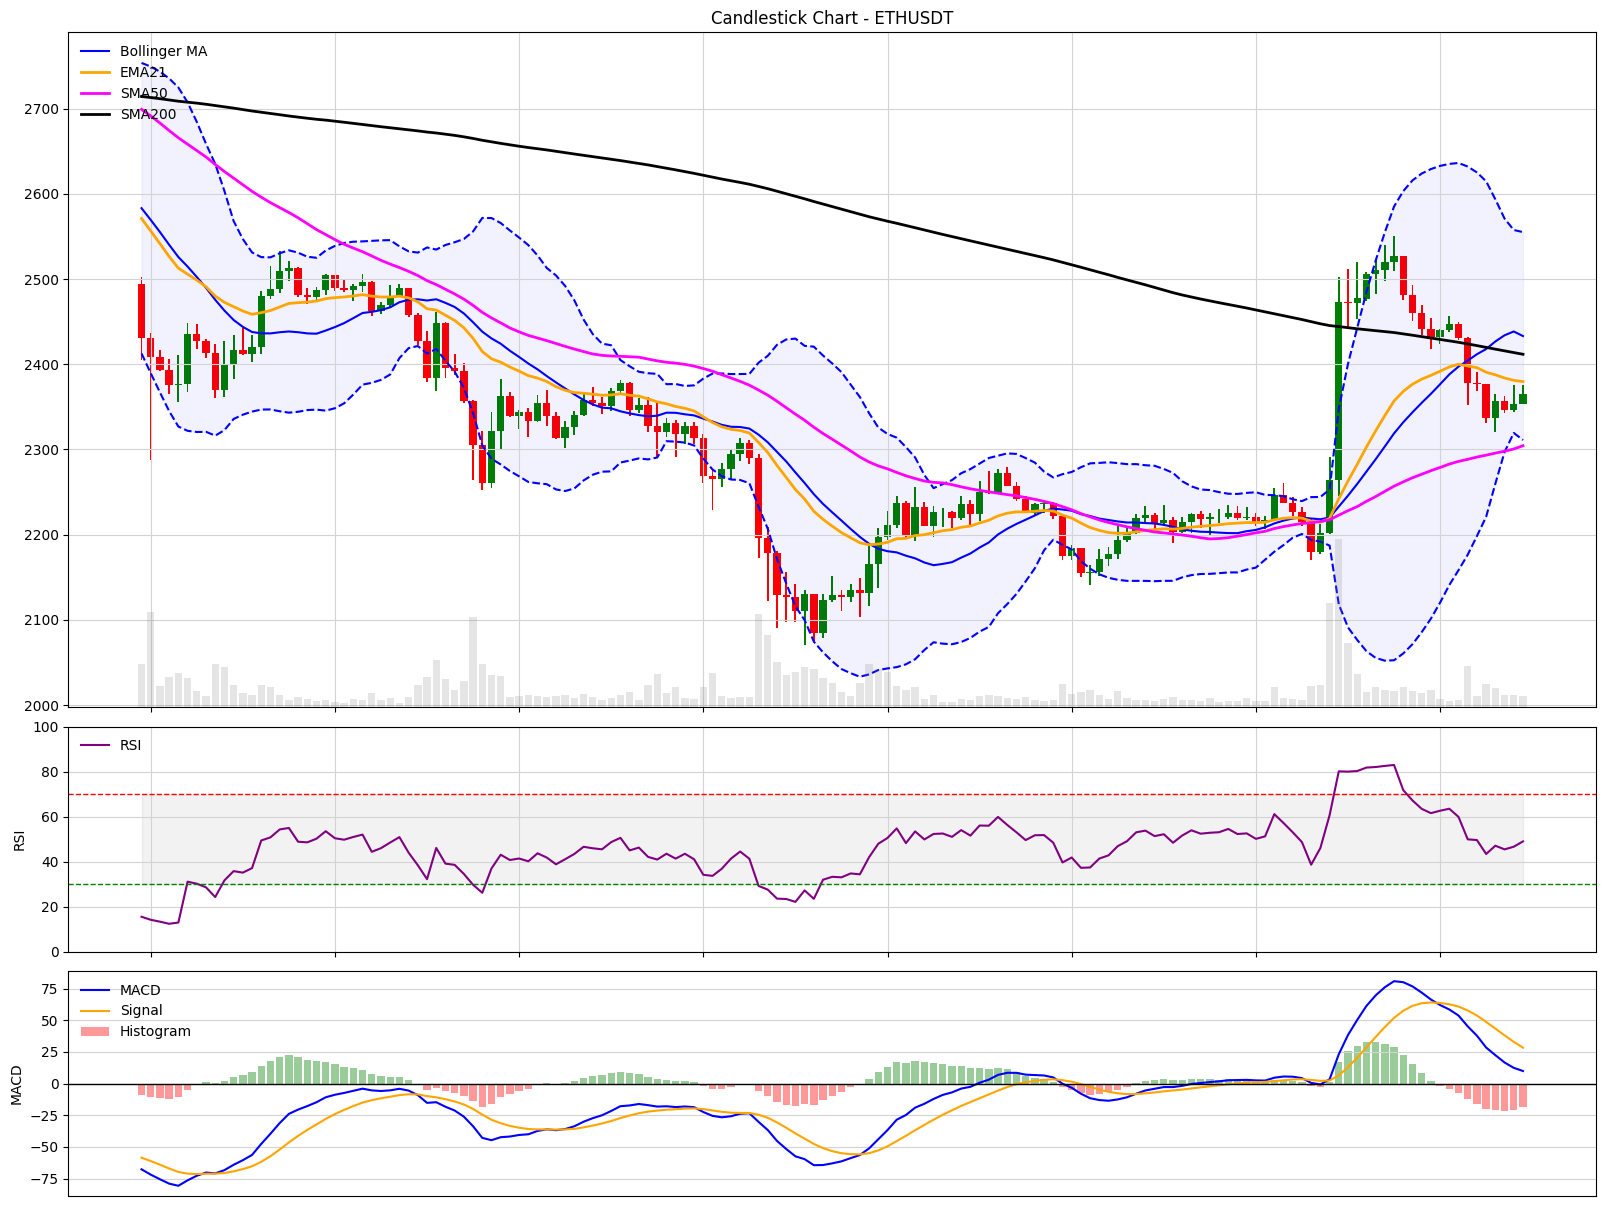 Candlestick Chart - ETHUSDT
Bollinger MA
EMA21
SMA50
SMA200
2700
2600
2500
2400
2300
2200
2100
2000
RSI
100
80
60
40
20
0
RSI
MACD
Signal
Histogram
75
50
25
0
−25
−50
−75
MACD